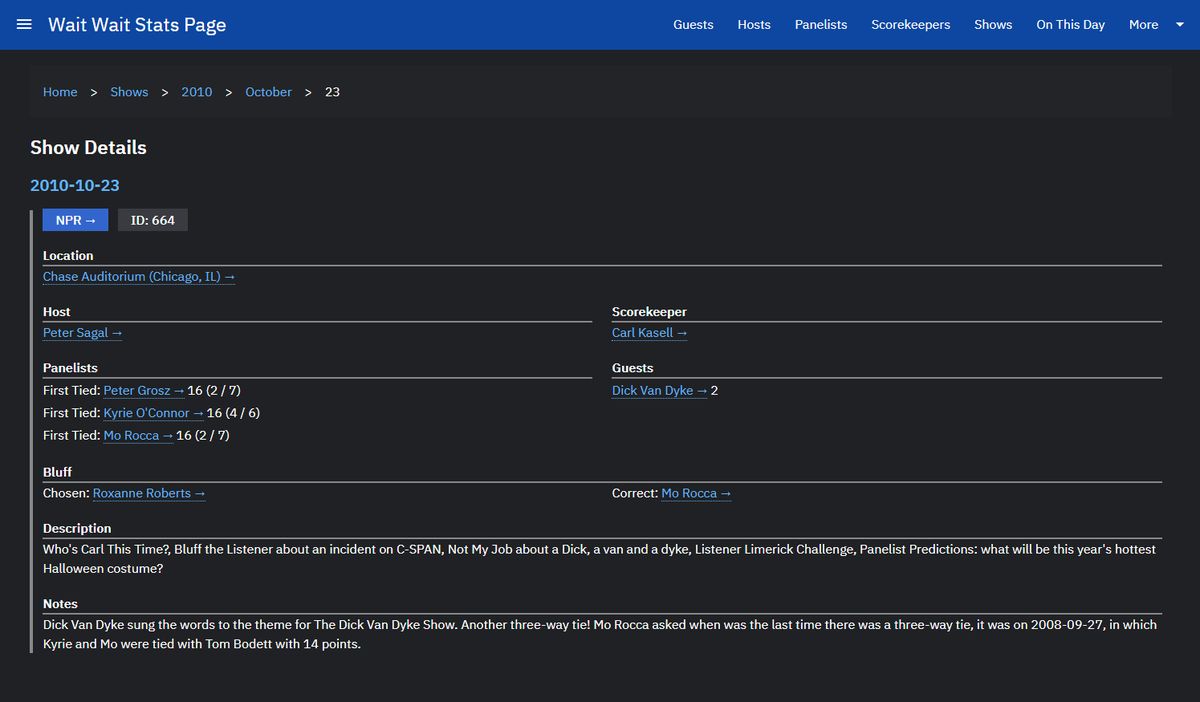 Wait Wait Stats Page
Guests Hosts Panelists Scorekeepers Shows On This Day More
Home > Shows > 2010 > October > 23
Show Details
2010-10-23
NPR → ID: 664
Location
Chase Auditorium (Chicago, IL) →
Host
Peter Sagal →
Scorekeeper
Carl Kasell →
Panelists
First Tied: Peter Grosz → 16 (2 / 7)
First Tied: Kyrie O'Connor → 16 (4 / 6)
First Tied: Mo Rocca → 16 (2 / 7)
Guests
Dick Van Dyke → 2
Bluff
Chosen: Roxanne Roberts →
Correct: Mo Rocca →
Description
Who's Carl This Time?, Bluff the Listener about an incident on C-SPAN, Not My Job about a Dick, a van and a dyke, Listener Limerick Challenge, Panelist Predictions: what will be this year's hottest
Halloween costume?
Notes
Dick Van Dyke sung the words to the theme for The Dick Van Dyke Show. Another three-way tie! Mo Rocca asked when was the last time there was a three-way tie, it was on 2008-09-27, in which
Kyrie and Mo were tied with Tom Bodett with 14 points.